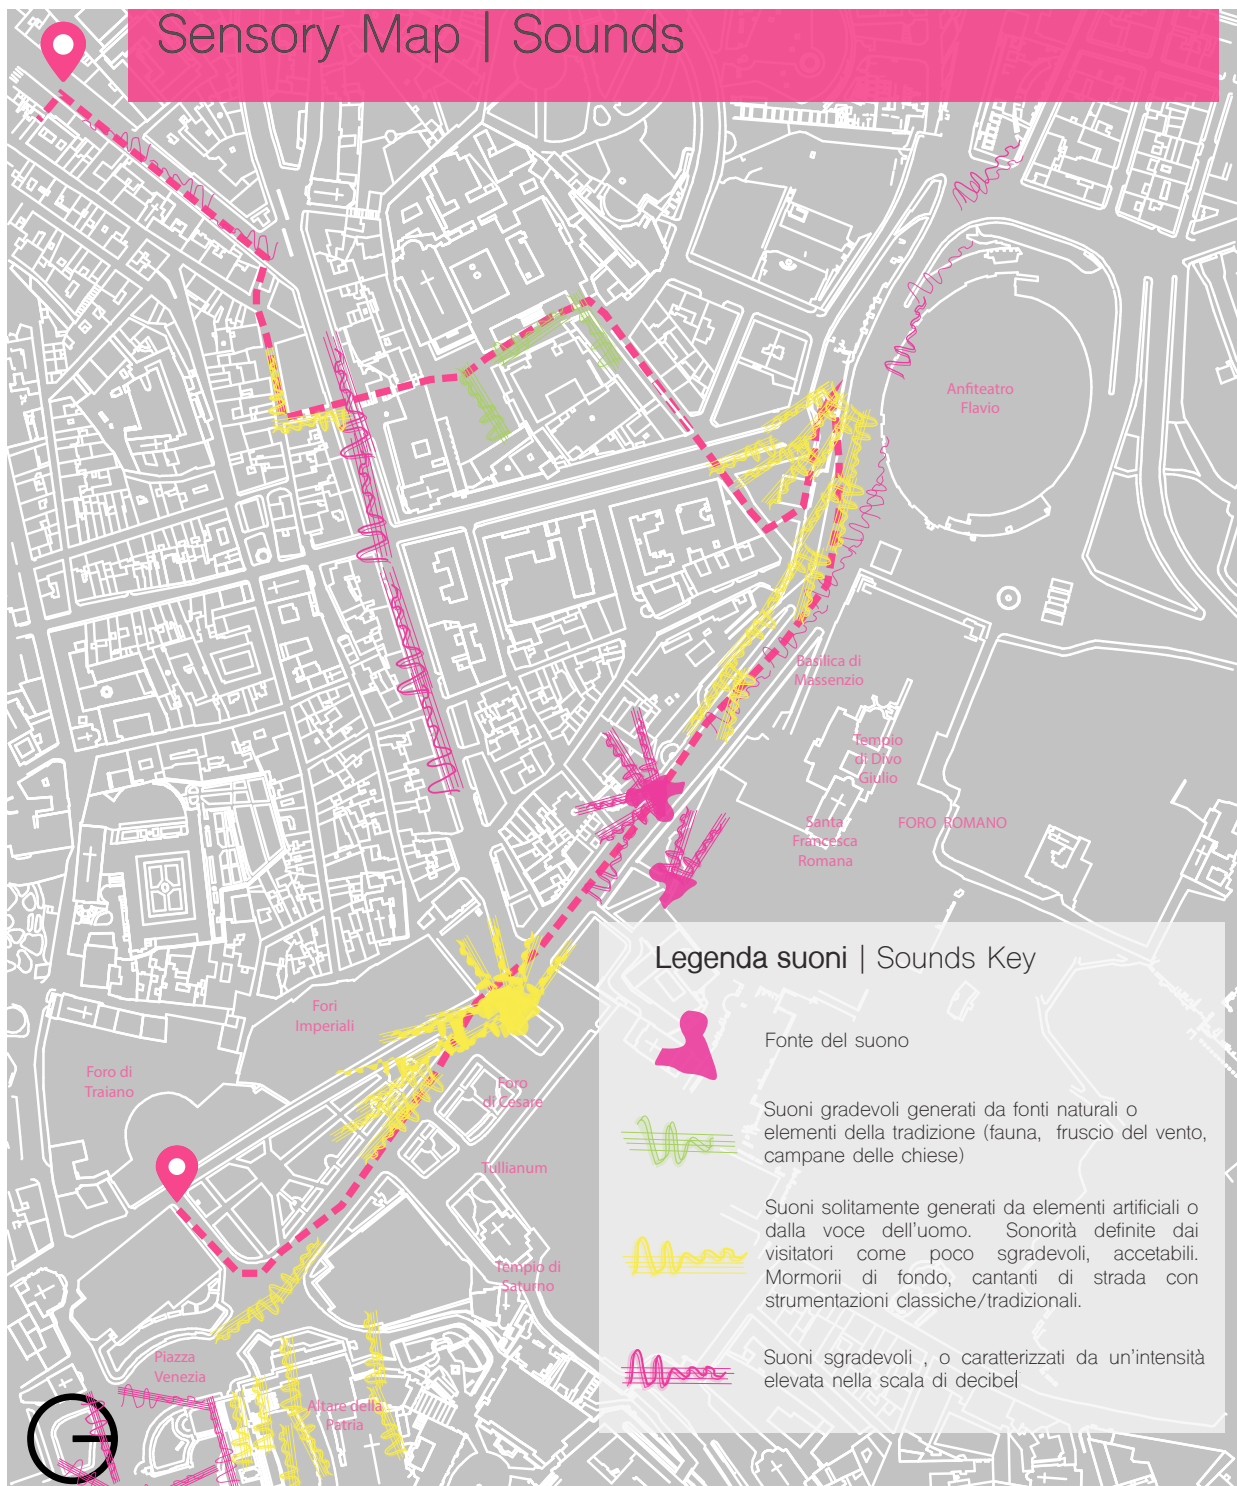 Sensory Map | Sounds
Anfiteatro
Flavio
Basilica di
Massenzio
Tempio
di Divo
Giulio
Santa
Francesca
Romana
FORO ROMANO
Fori
Imperiali
Foro di
Traiano
Foro
di Cesare
Tullianum
Tempio di
Saturno
Piazza
Venezia
Altare della
Patria
Legenda suoni | Sounds Key
Fonte del suono
Suoni gradevoli generati da fonti naturali o
elementi della tradizione (fauna, fruscio del vento,
campane delle chiese)
Suoni solitamente generati da elementi artificiali o
dalla voce dell'uomo. Sonorità definite dai
visitatori come poco sgradevoli, accetabili.
Mormorii di fondo, cantanti di strada con
strumentazioni classiche/tradizionali.
Suoni sgradevoli , o caratterizzati da un'intensità
elevata nella scala di decibel